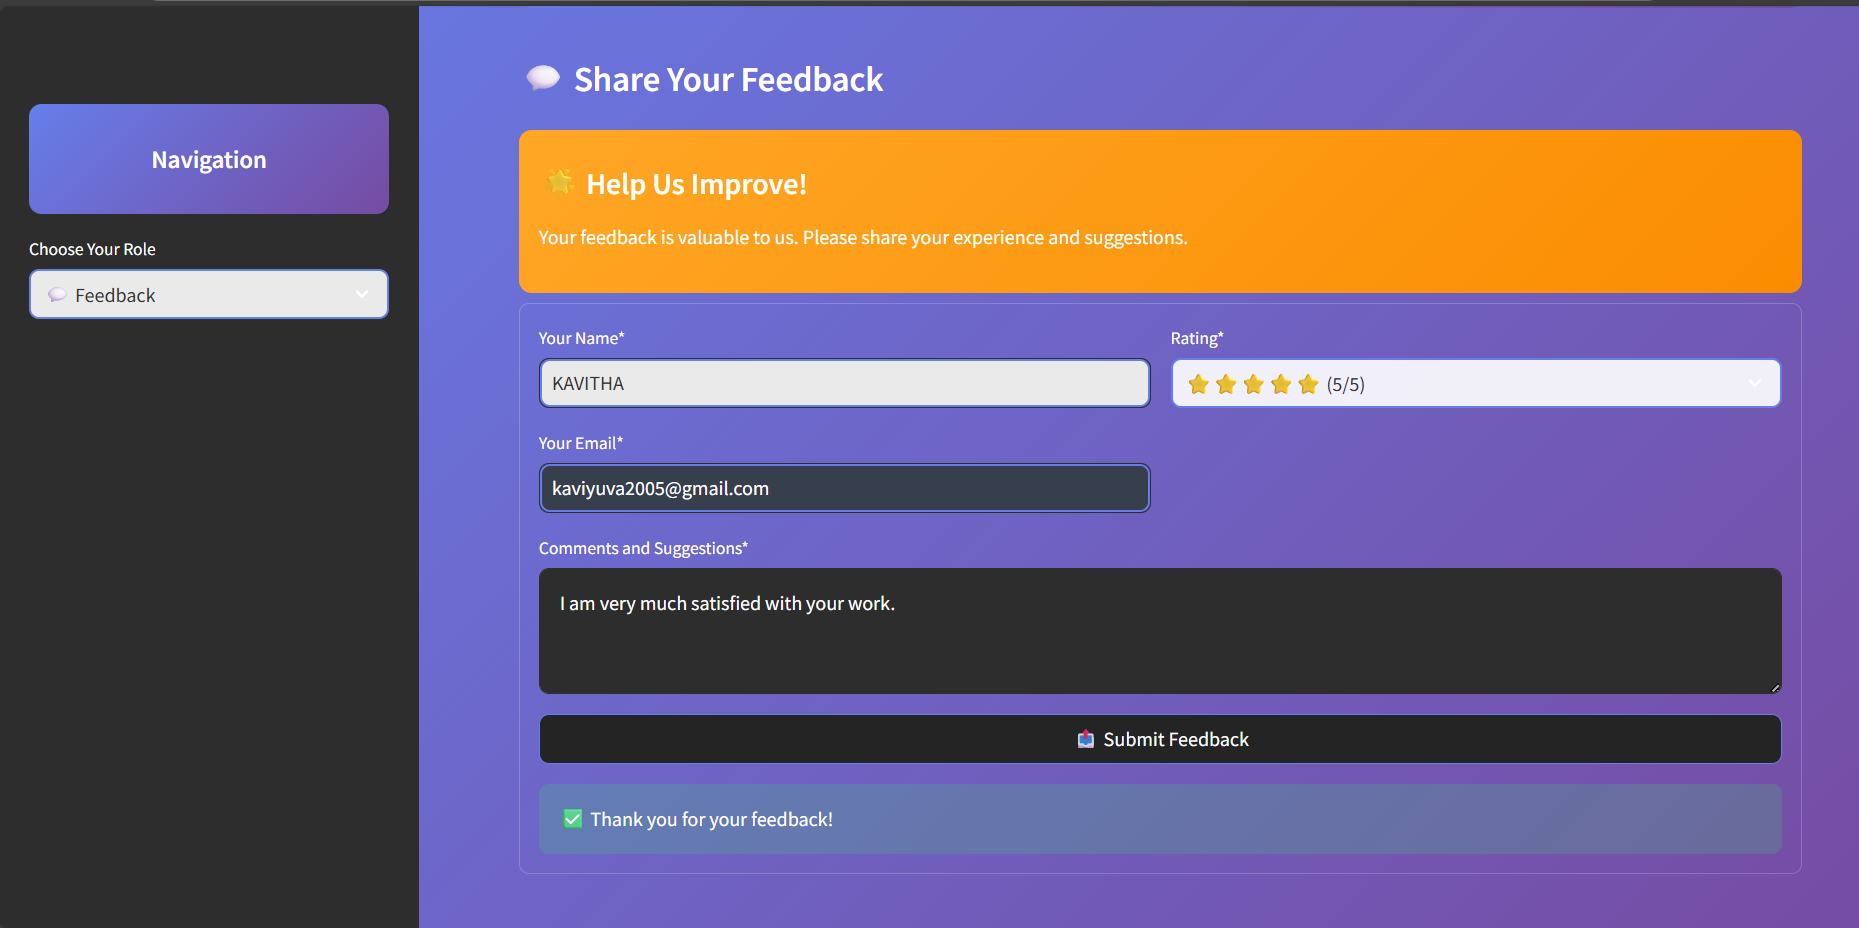 Navigation
Choose Your Role
Feedback
Share Your Feedback
Help Us Improve!
Your feedback is valuable to us. Please share your experience and suggestions.
Your Name*
KAVITHA
Rating*
(5/5)
Your Email*
kaviyuva2005@gmail.com
Comments and Suggestions*
I am very much satisfied with your work.
Submit Feedback
Thank you for your feedback!